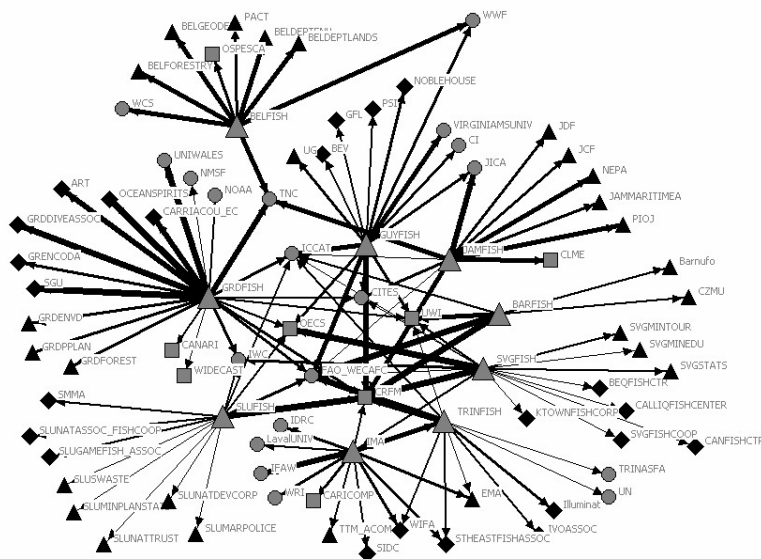 PACT
WWF
BELGEODE
BELDEPTENV
BELDEPTLANDS
OSPESCA
BELFORESTRY
NOBLEHOUSE
WCS
PSI
BELFISH
GFL
VIRGINIAMSUNIV
JDF
CI
UG
BEV
JCF
UNIWALES
JICA
NMSF
NEPA
ART
OCEANSPIRITS
NOAA
TNC
JAMMARITIMEA
CARRIACOU_EC
GRDDIVEASSOC
PIOJ
GUYFISH
ICCAT
JAMFISH
CLME
GRENCODA
Barnufo
SGU
GRDFISH
CITES
CZMU
UWI
BARFISH
GRDENVD
OECS
SVGMINTOUR
CANARI
SVGMINEDU
GRDPPLAN
IWC
GRDFOREST
WIDECAST
FAO_WECAFC
SVGFISH
SVGSTATS
CRFM
BEQFISHCTR
SMMA
CALLIQFISHCENTER
SLUFISH
KTOWNFISHCORP
IDRC
TRINFISH
SLUNATASSOC_FISHCOOP
LavalUNIV
SVGFISHCOOP
CANFISHCTR
SLUGAMEFISH_ASSOC
IMA
IFAW
TRINASFA
SLUSWASTE
WRI
CARICOMP
EMA
UN
SLUNATDEVCORP
Illuminat
SLUMINPLANSTAT
WIFA
SLUMARPOLICE
TTM_ACOM
STHEASTFISHASSOC
IVOASSOC
SLUNATTRUST
SIDC